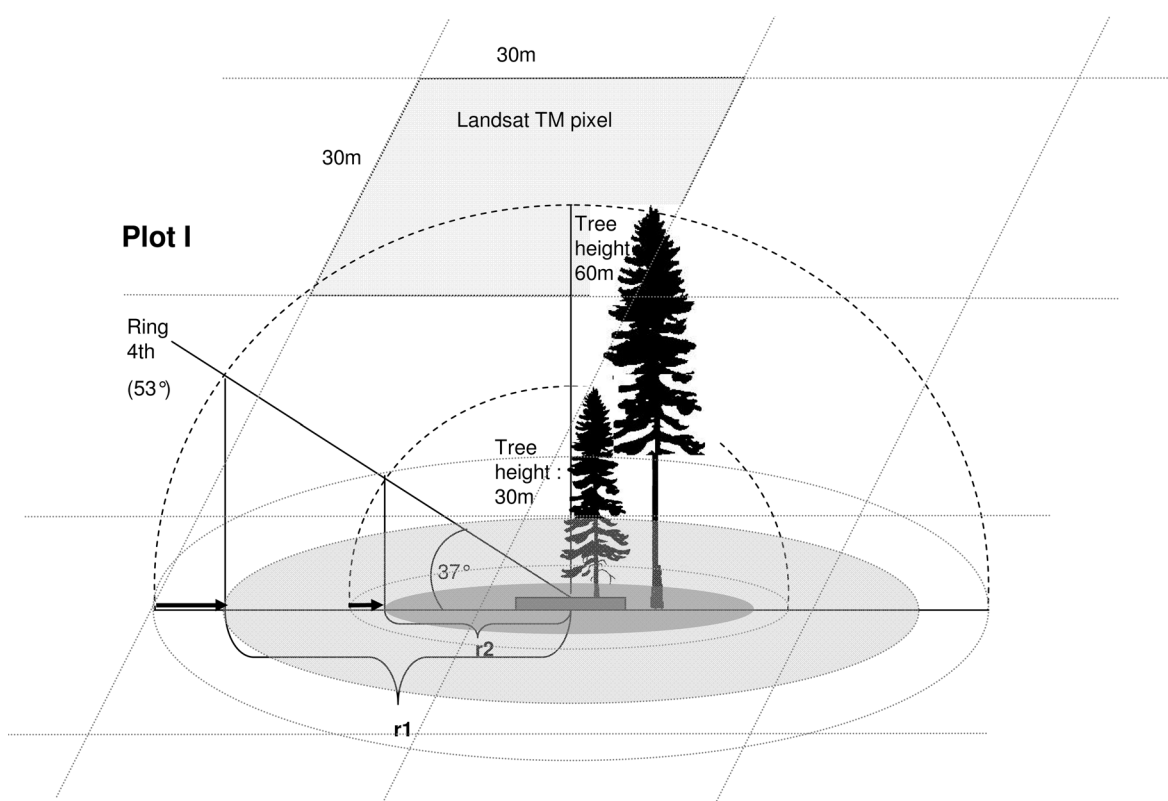 30m
Landsat TM pixel
30m
Plot I
Tree
height
60m
Ring
4th
(53°)
Tree
height :
30m
37°
r2
r1